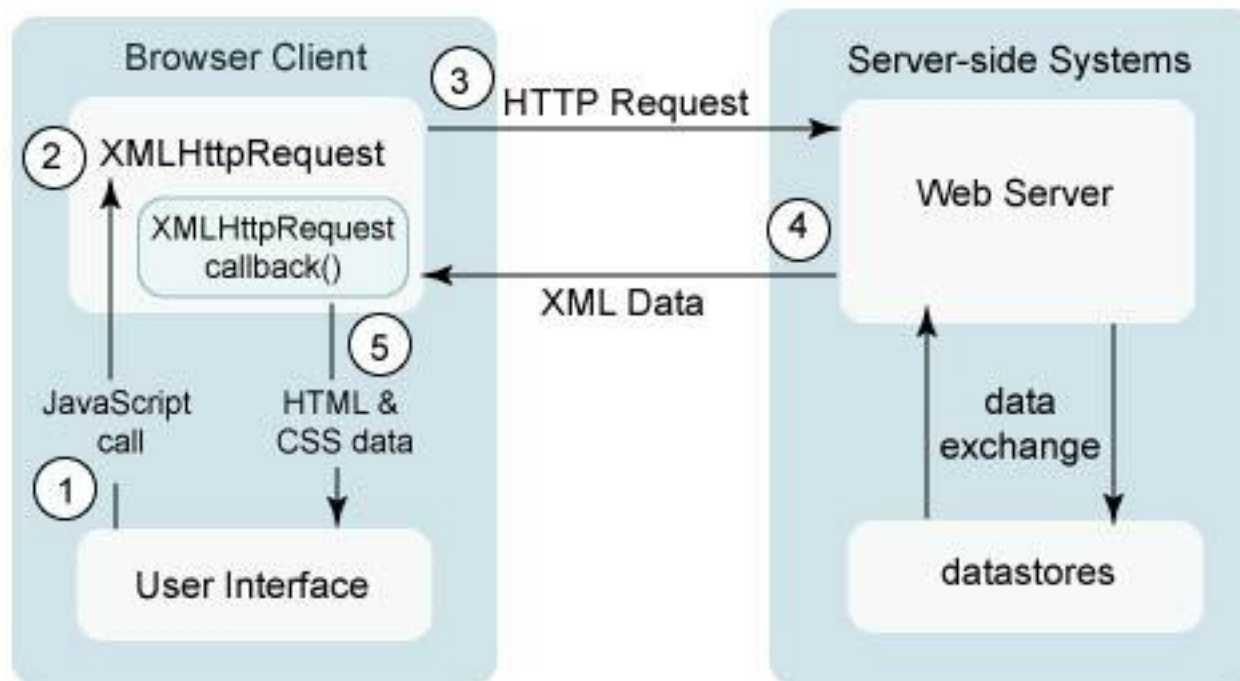 Browser Client
3
HTTP Request
2
XMLHttpRequest
XMLHttpRequest
callback()
5
JavaScript
call
HTML &
CSS data
1
User Interface
4
XML Data
Server-side Systems
Web Server
data
exchange
datastores